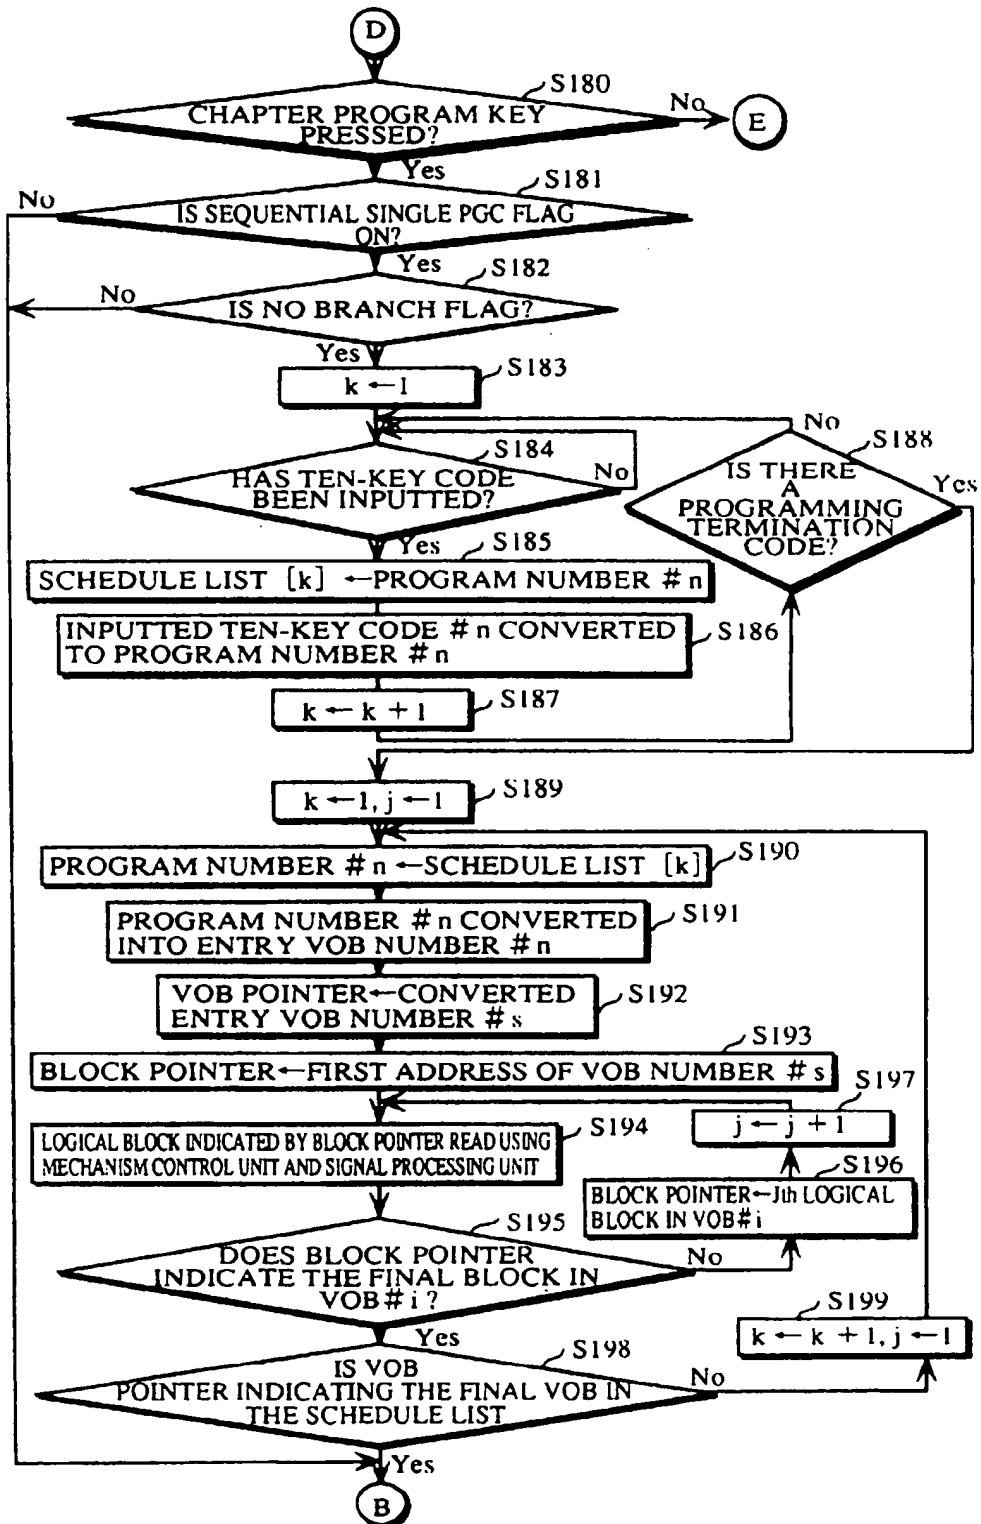 D
S180
CHAPTER PROGRAM KEY
PRESSED?
No
E
Yes
S181
No
IS SEQUENTIAL SINGLE PGC FLAG
ON?
Yes
S182
No
IS NO BRANCH FLAG?
Yes
S183
k ← 1
No
S188
S184
HAS TEN-KEY CODE
BEEN INPUTTED?
No
IS THERE
A
PROGRAMMING
TERMINATION
CODE?
Yes
Yes
S185
SCHEDULE LIST [k] ← PROGRAM NUMBER # n
INPUTTED TEN-KEY CODE # n CONVERTED
TO PROGRAM NUMBER # n
S186
k ← k + 1
S187
S189
k ← 1, j ← 1
S190
PROGRAM NUMBER # n ← SCHEDULE LIST [k]
S191
PROGRAM NUMBER # n CONVERTED
INTO ENTRY VOB NUMBER # n
S192
VOB POINTER ← CONVERTED
ENTRY VOB NUMBER # s
S193
BLOCK POINTER ← FIRST ADDRESS OF VOB NUMBER # s
S197
j ← j + 1
S194
LOGICAL BLOCK INDICATED BY BLOCK POINTER READ USING
MECHANISM CONTROL UNIT AND SIGNAL PROCESSING UNIT
S196
BLOCK POINTER ← Jth LOGICAL
BLOCK IN VOB # i
S195
DOES BLOCK POINTER
INDICATE THE FINAL BLOCK IN
VOB # i ?
No
S199
k ← k + 1, j ← 1
Yes
S198
IS VOB
POINTER INDICATING THE FINAL VOB IN
THE SCHEDULE LIST
No
Yes
B